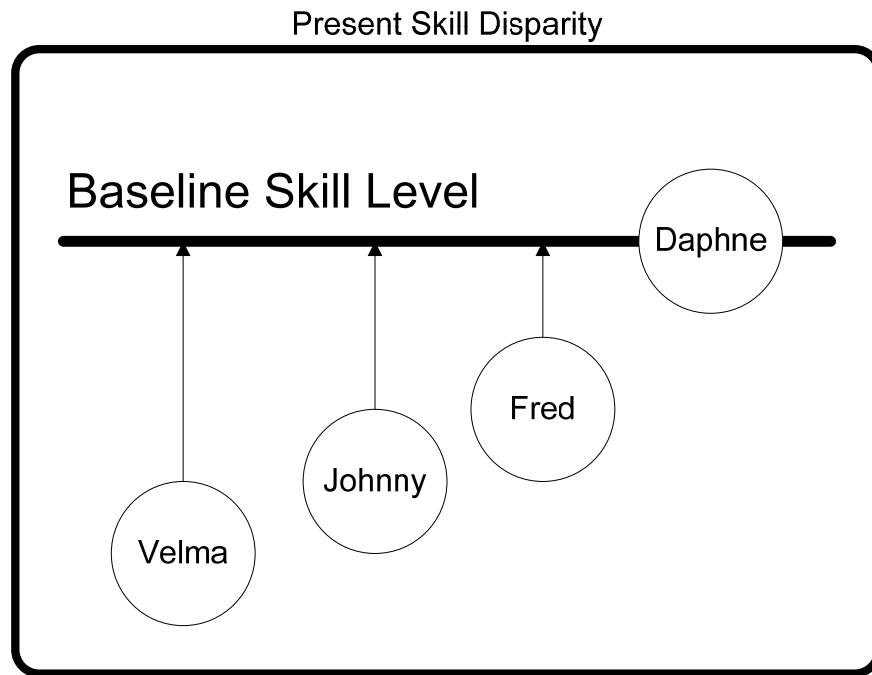 Present Skill Disparity
Baseline Skill Level
Daphne
Fred
Johnny
Velma